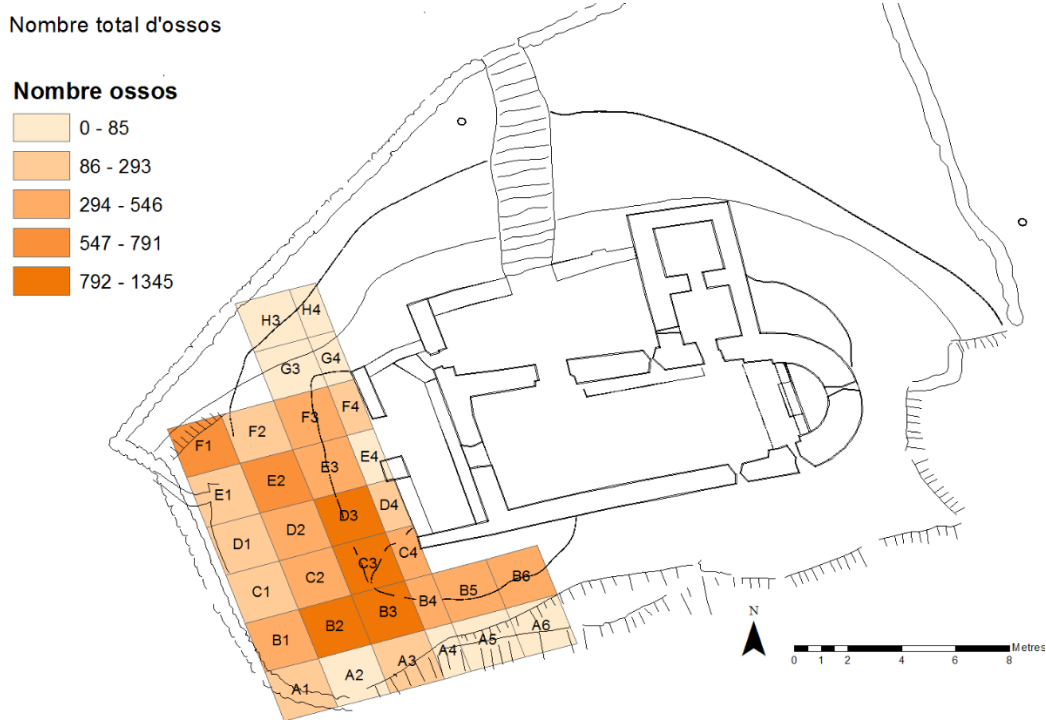 Nombre total d'ossos
Nombre ossos
0 - 85
86 - 293
294 - 546
547 - 791
792 - 1345
H3 H4
G3 G4
F1 F2 F3 F4
E1 E2 E3 E4
D1 D2 D3 D4
C1 C2 C3 C4
B1 B2 B3 B4 B5 B6
A1 A2 A3 A4 A5 A6
N
Metres
0 1 2 4 6 8